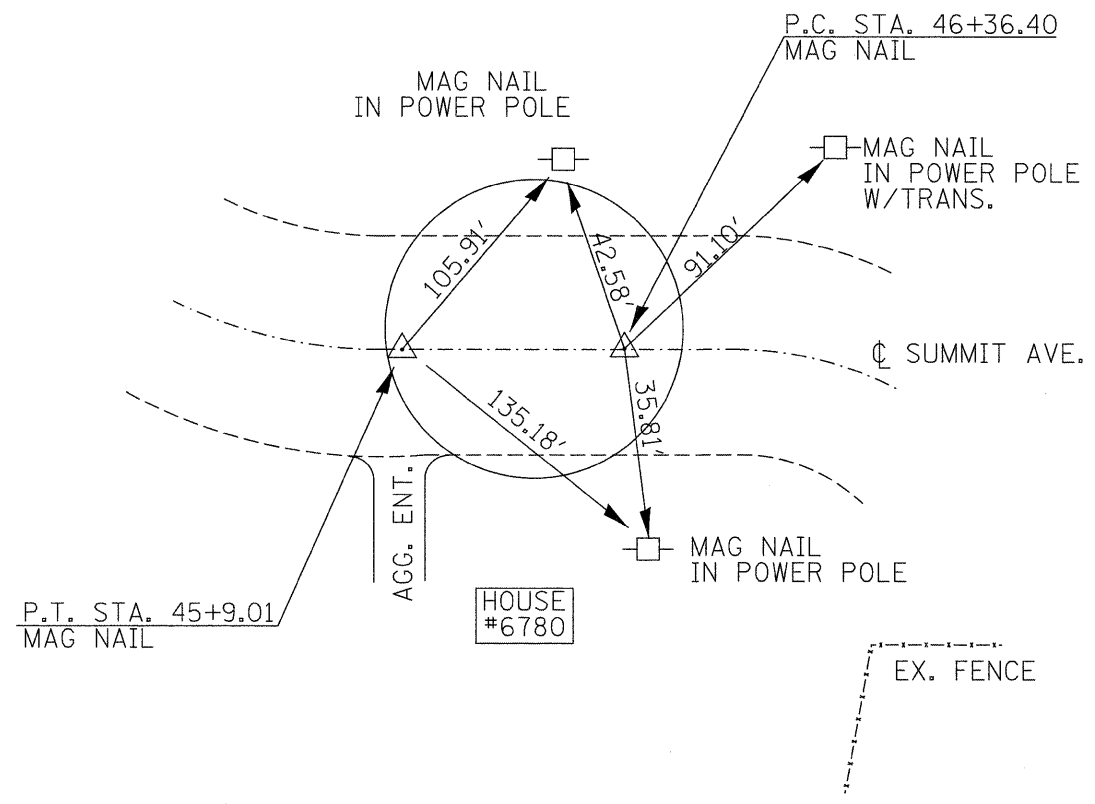 P.C. STA. 46+36.40
MAG NAIL
MAG NAIL
IN POWER POLE
MAG NAIL
IN POWER POLE
W/TRANS.
105.91'
42.58'
91.10'
℄ SUMMIT AVE.
135.18'
35.81'
AGG. ENT.
MAG NAIL
IN POWER POLE
HOUSE
#6780
P.T. STA. 45+9.01
MAG NAIL
EX. FENCE